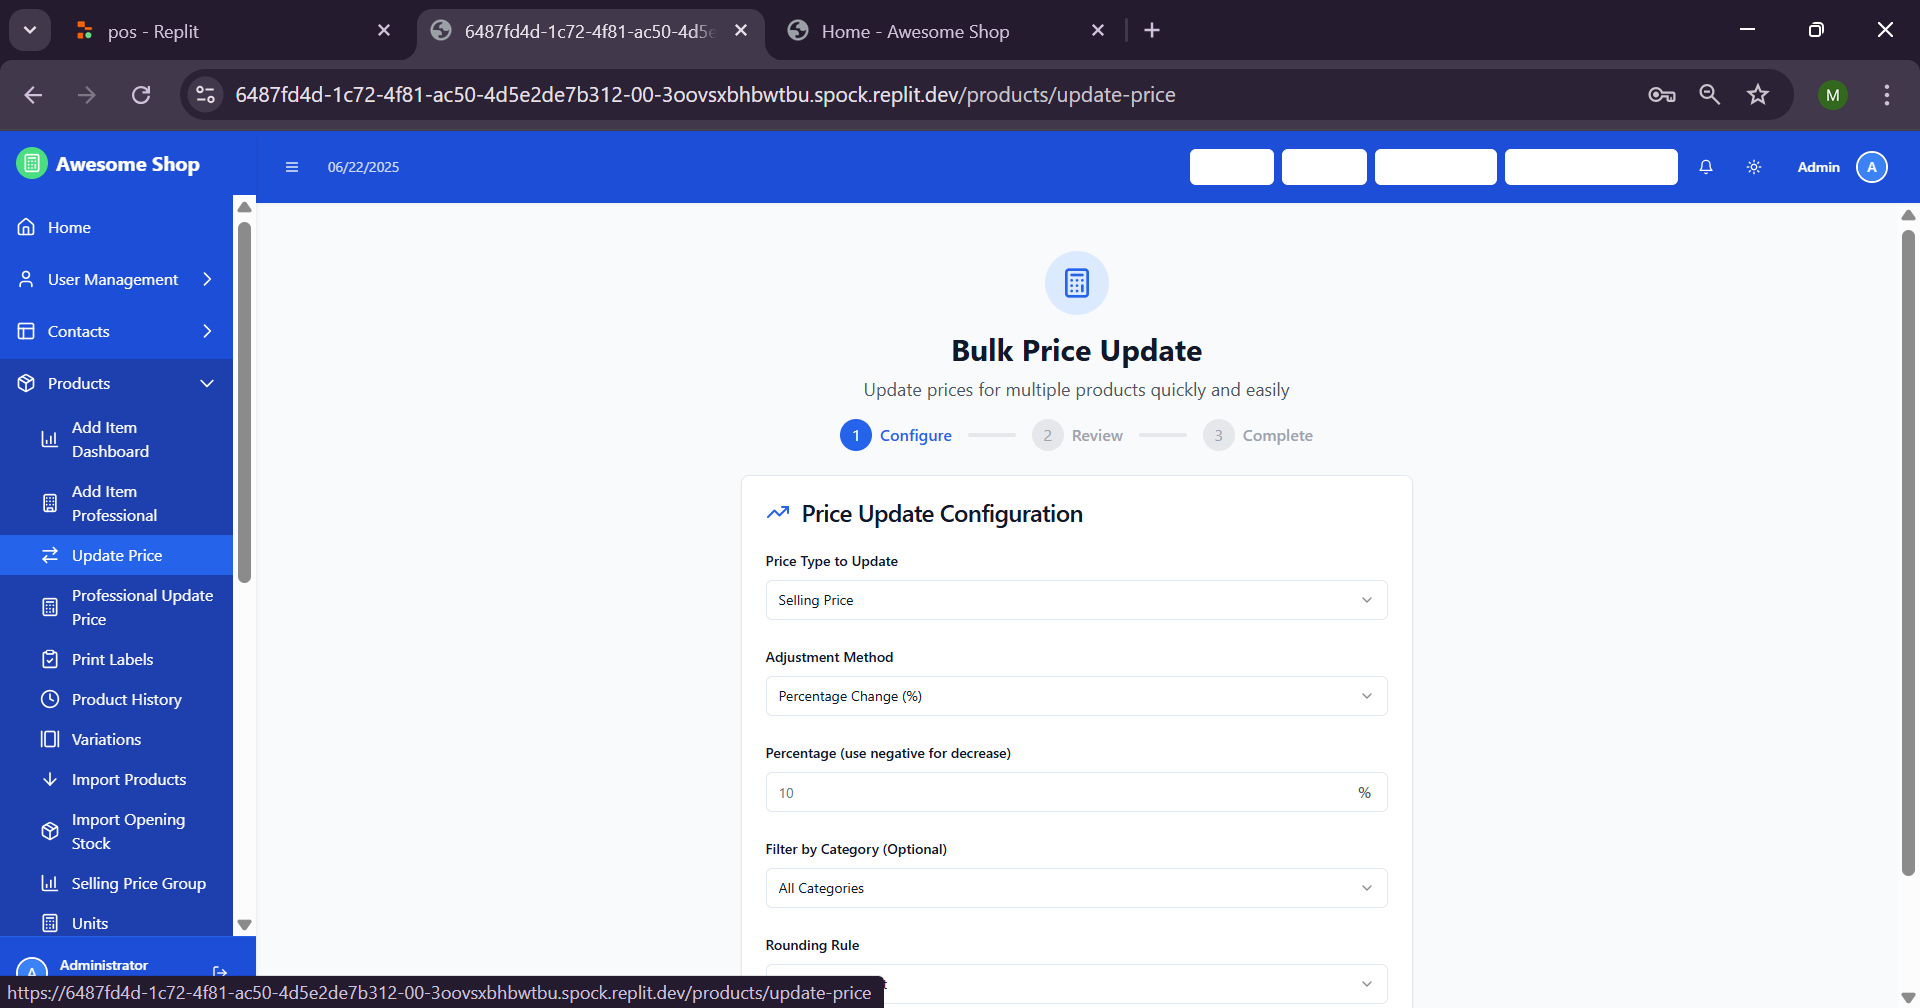 pos - Replit
6487fd4d-1c72-4f81-ac50-4d5e
Home - Awesome Shop
6487fd4d-1c72-4f81-ac50-4d5e2de7b312-00-3oovsxbhbwtbu.spock.replit.dev/products/update-price
M
Awesome Shop
06/22/2025
Admin
A
Home
User Management
Contacts
Products
Add Item
Dashboard
Add Item
Professional
Update Price
Professional Update
Price
Print Labels
Product History
Variations
Import Products
Import Opening
Stock
Selling Price Group
Units
A
Administrator
Bulk Price Update
Update prices for multiple products quickly and easily
1 Configure
2 Review
3 Complete
Price Update Configuration
Price Type to Update
Selling Price
Adjustment Method
Percentage Change (%)
Percentage (use negative for decrease)
10 %
Filter by Category (Optional)
All Categories
Rounding Rule
https://6487fd4d-1c72-4f81-ac50-4d5e2de7b312-00-3oovsxbhbwtbu.spock.replit.dev/products/update-price